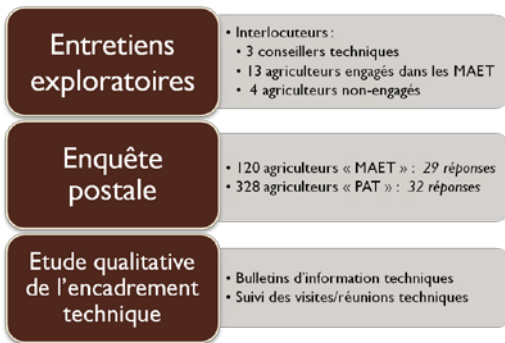 Entretiens
exploratoires
• Interlocuteurs :
• 3 conseillers techniques
• 13 agriculteurs engagés dans les MAET
• 4 agriculteurs non-engagés
Enquête
postale
• 120 agriculteurs « MAET » : 29 réponses
• 328 agriculteurs « PAT » : 32 réponses
Etude qualitative
de l'encadrement
technique
• Bulletins d'information techniques
• Suivi des visites/réunions techniques